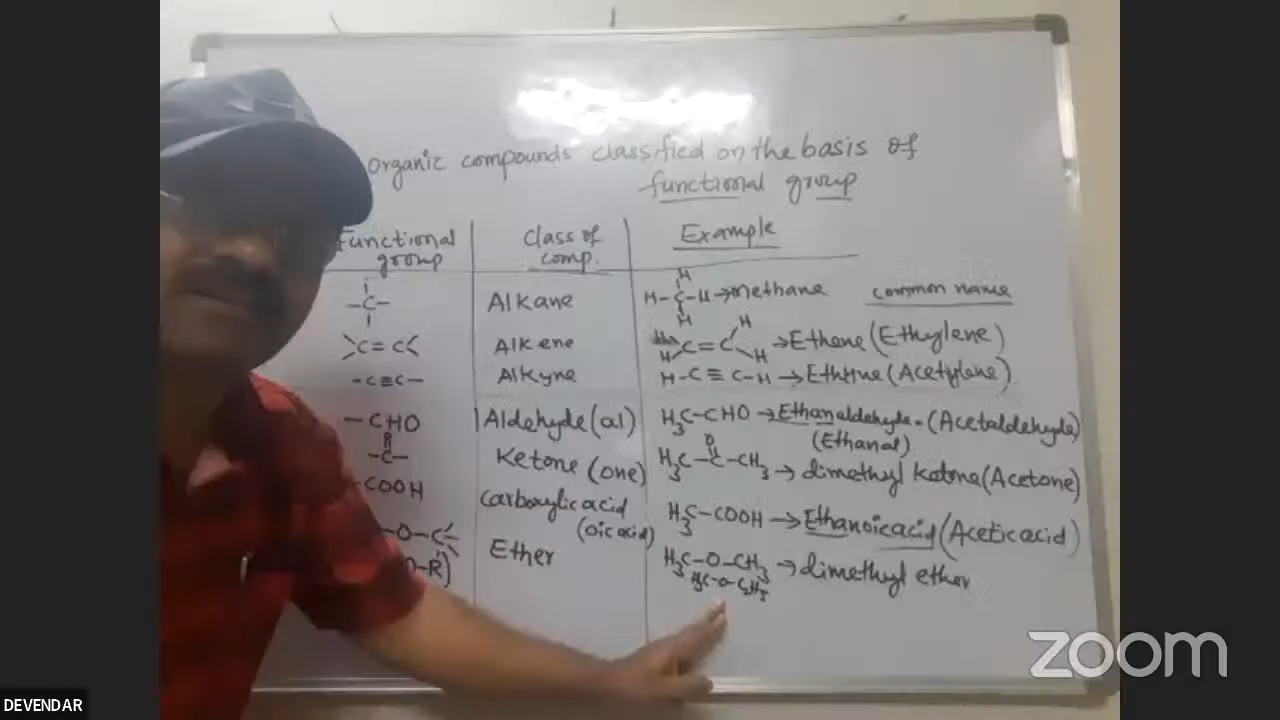 organic compounds classified on the basis of
functional group
Functional
group
Class of
comp.
Example
common name
-C-
Alkane
H-C-H → methane
H
H
>C=C<
Alkene
C=C → Ethene (Ethylene)
H
H
H
-C≡C-
Alkyne
H-C≡C-H → Ethyne (Acetylene)
-CHO
Aldehyde (al)
H₃C-CHO → Ethanaldehyde (Acetaldehyde)
(Ethanal)
-C-
Ketone (one)
O
H₃C-C-CH₃ → dimethyl ketone (Acetone)
-COOH
Carboxylic acid
(oic acid)
H₃C-COOH → Ethanoic acid (Acetic acid)
-O-C
-R)
Ether
H₃C-O-CH₃ → dimethyl ether
H₃C-O-C₂H₅
zoom
DEVENDAR